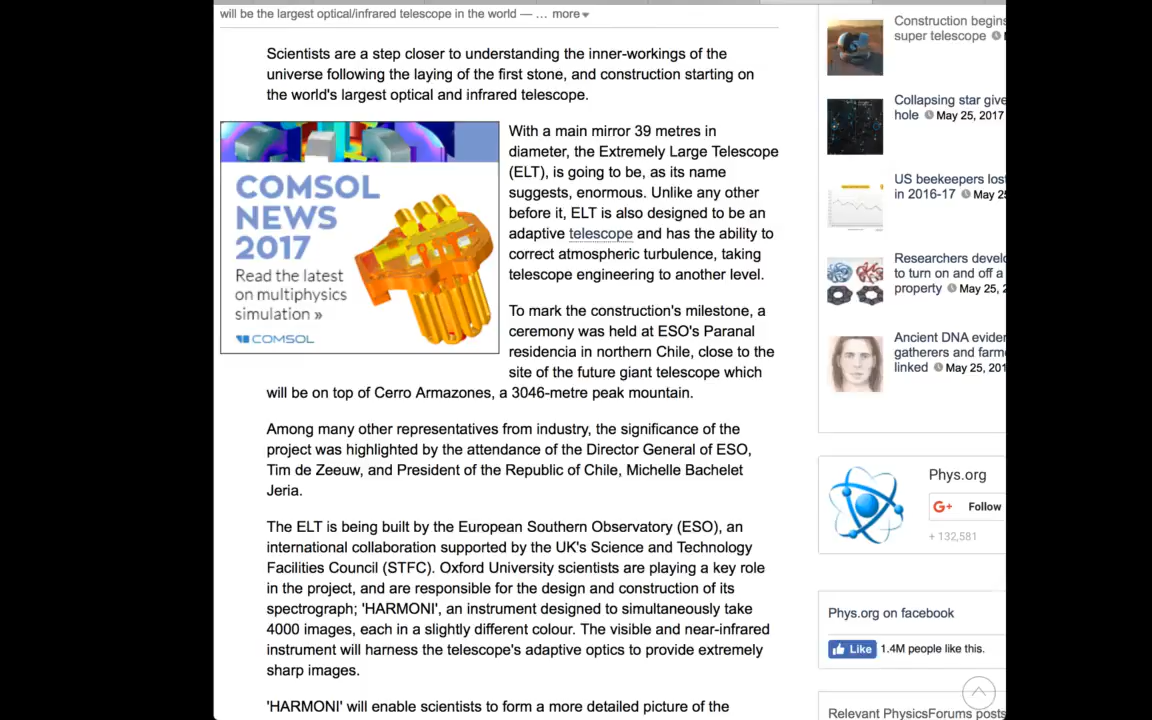 will be the largest optical/infrared telescope in the world — … more
Scientists are a step closer to understanding the inner-workings of the
universe following the laying of the first stone, and construction starting on
the world's largest optical and infrared telescope.
COMSOL
NEWS
2017
Read the latest
on multiphysics
simulation »
COMSOL
With a main mirror 39 metres in
diameter, the Extremely Large Telescope
(ELT), is going to be, as its name
suggests, enormous. Unlike any other
before it, ELT is also designed to be an
adaptive telescope and has the ability to
correct atmospheric turbulence, taking
telescope engineering to another level.
To mark the construction's milestone, a
ceremony was held at ESO's Paranal
residencia in northern Chile, close to the
site of the future giant telescope which
will be on top of Cerro Armazones, a 3046-metre peak mountain.
Among many other representatives from industry, the significance of the
project was highlighted by the attendance of the Director General of ESO,
Tim de Zeeuw, and President of the Republic of Chile, Michelle Bachelet
Jeria.
The ELT is being built by the European Southern Observatory (ESO), an
international collaboration supported by the UK's Science and Technology
Facilities Council (STFC). Oxford University scientists are playing a key role
in the project, and are responsible for the design and construction of its
spectrograph; 'HARMONI', an instrument designed to simultaneously take
4000 images, each in a slightly different colour. The visible and near-infrared
instrument will harness the telescope's adaptive optics to provide extremely
sharp images.
'HARMONI' will enable scientists to form a more detailed picture of the
Construction begins
super telescope
Collapsing star give
hole May 25, 2017
US beekeepers lost
in 2016-17 May 25
Researchers develo
to turn on and off a
property May 25, 2
Ancient DNA eviden
gatherers and farme
linked May 25, 201
Phys.org
G+ Follow
+ 132,581
Phys.org on facebook
Like 1.4M people like this.
Relevant PhysicsForums posts